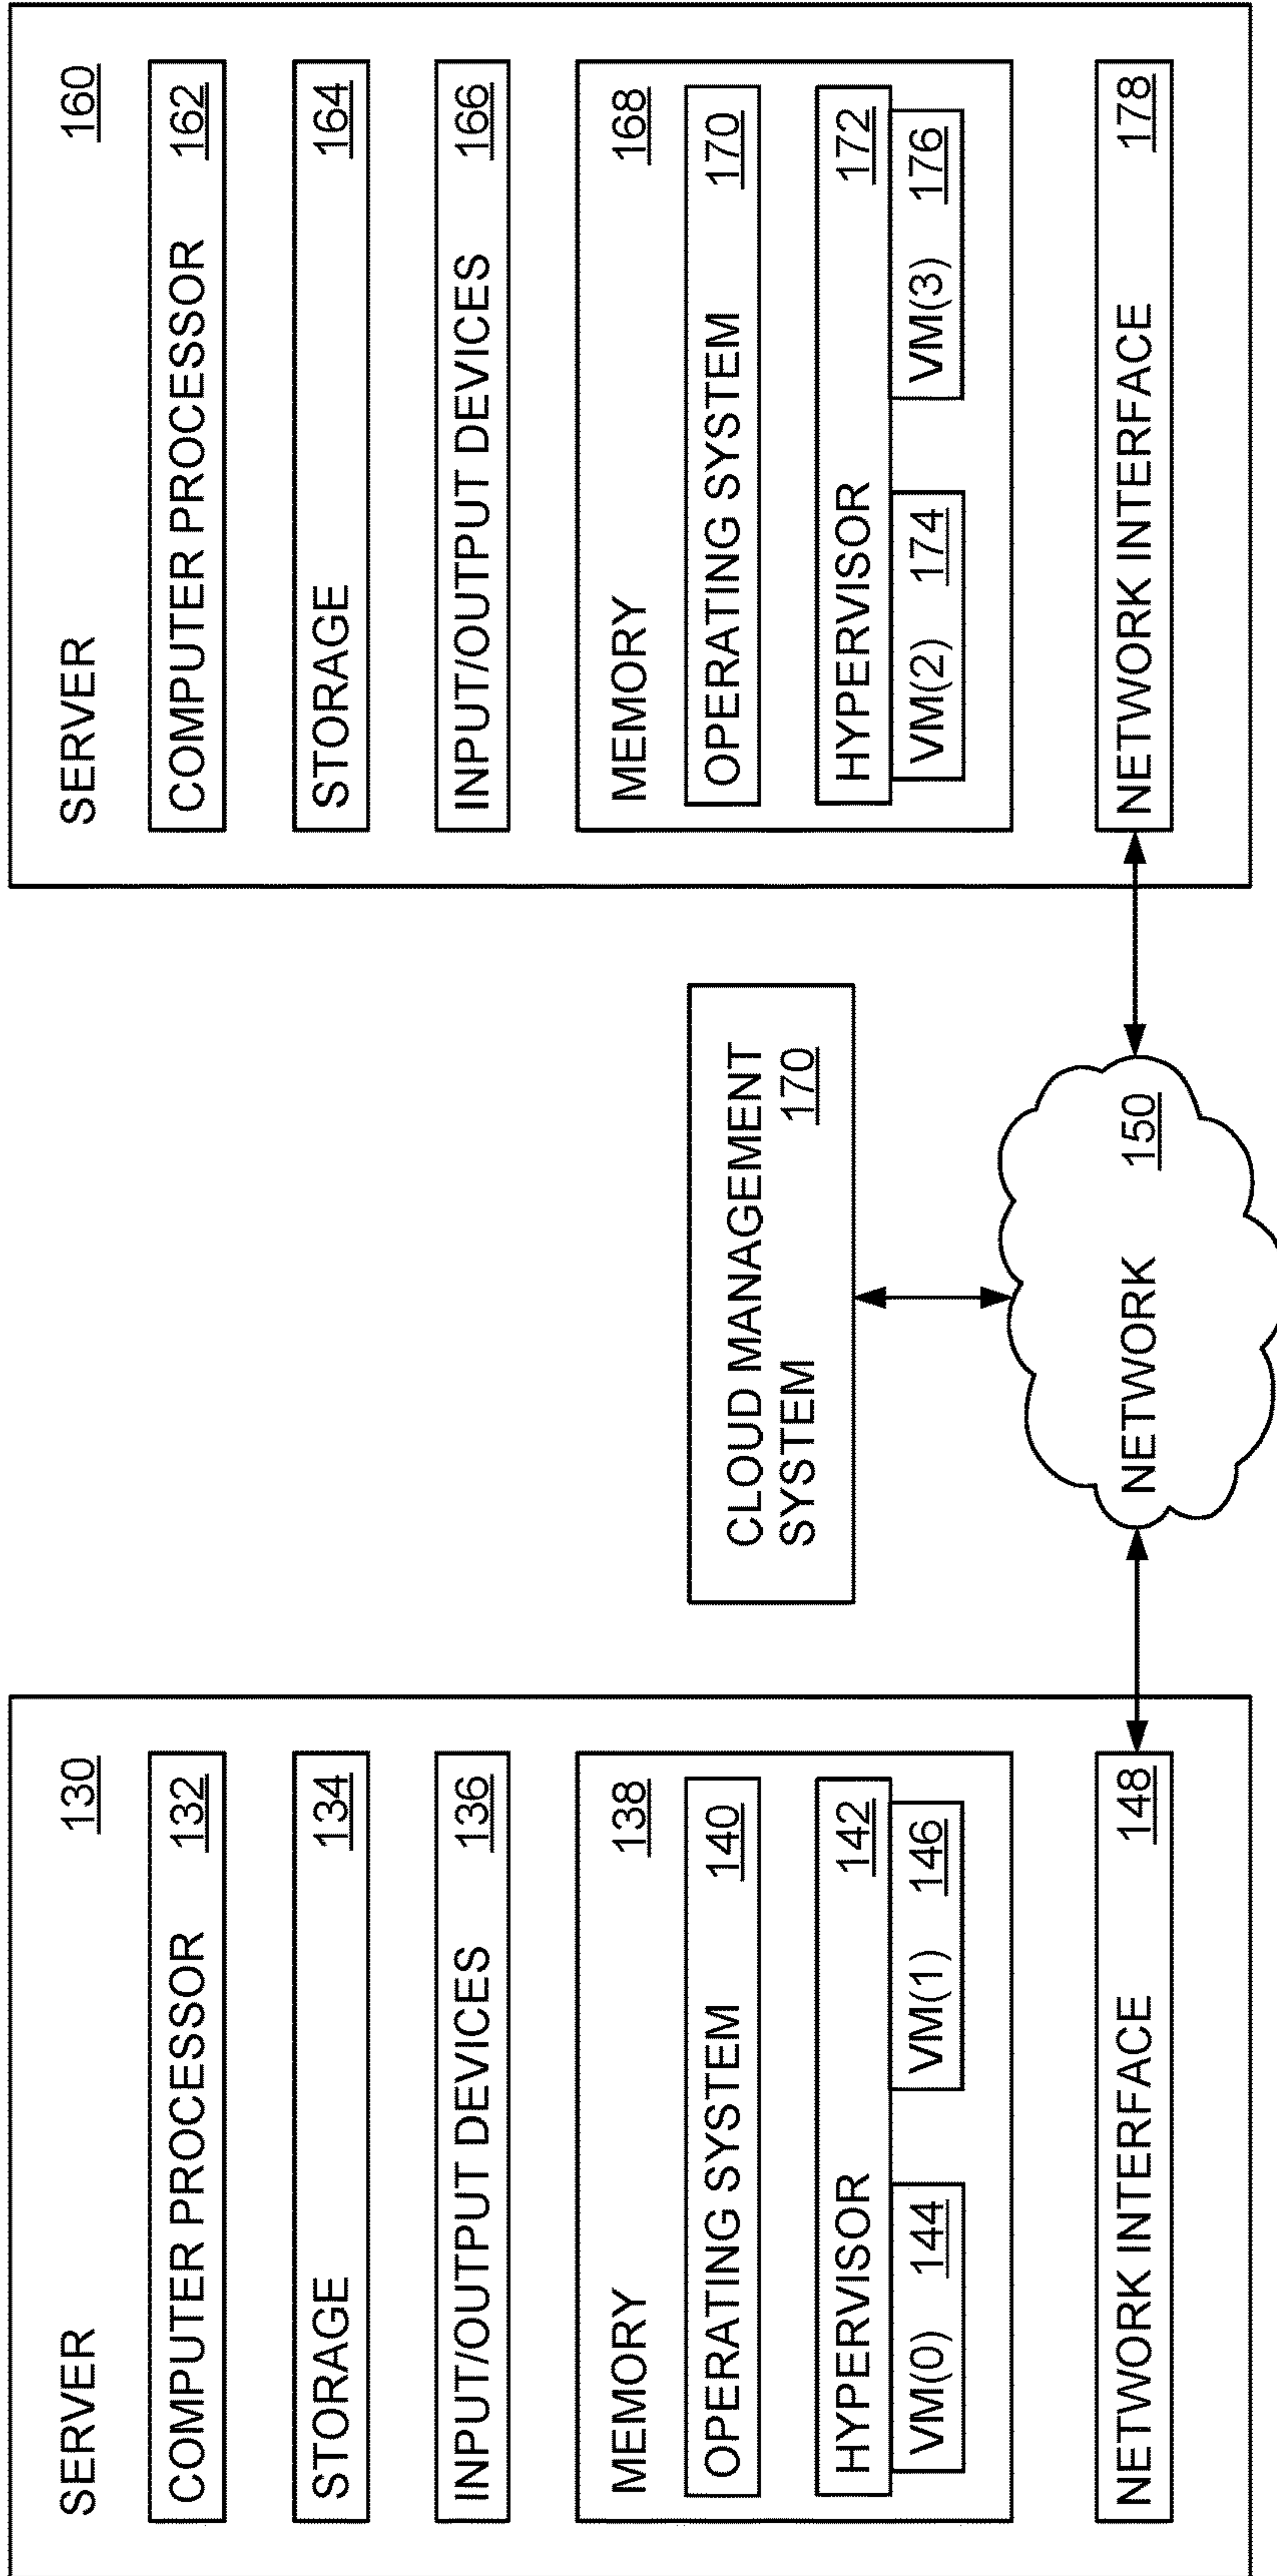 SERVER 130
COMPUTER PROCESSOR 132
STORAGE 134
INPUT/OUTPUT DEVICES 136
MEMORY 138
OPERATING SYSTEM 140
HYPERVISOR 142
VM(0) 144
VM(1) 146
NETWORK INTERFACE 148
CLOUD MANAGEMENT
SYSTEM 170
NETWORK 150
SERVER 160
COMPUTER PROCESSOR 162
STORAGE 164
INPUT/OUTPUT DEVICES 166
MEMORY 168
OPERATING SYSTEM 170
HYPERVISOR 172
VM(2) 174
VM(3) 176
NETWORK INTERFACE 178